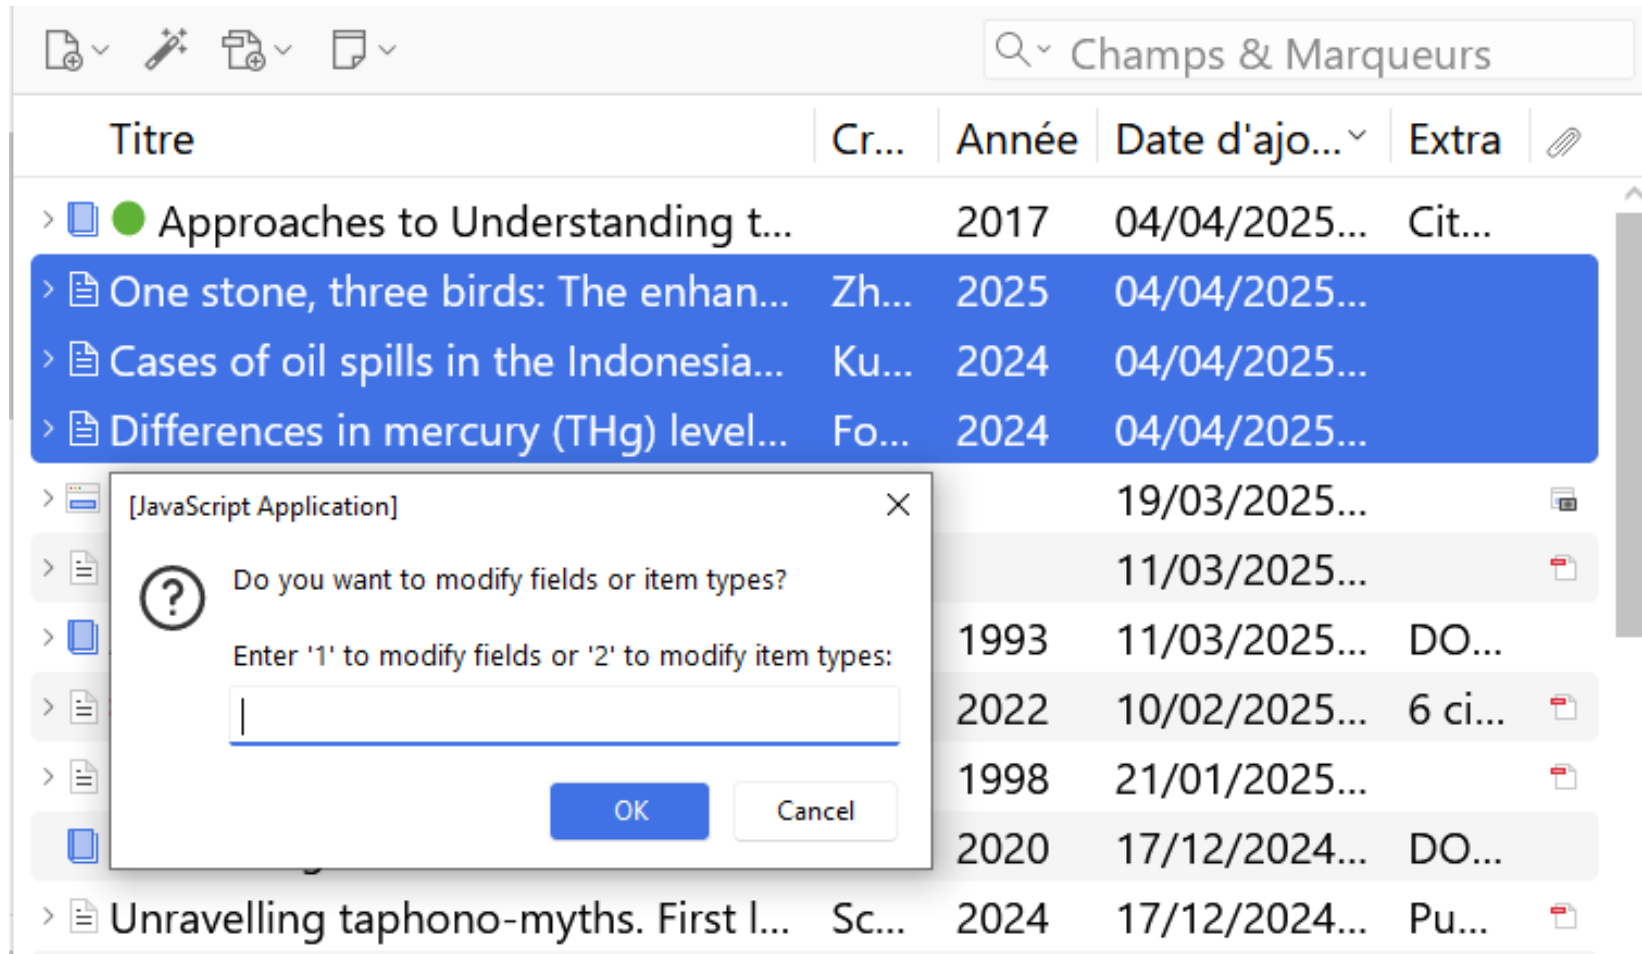 Champs & Marqueurs
Titre Cr... Année Date d'ajo... Extra
Approaches to Understanding t... 2017 04/04/2025... Cit...
One stone, three birds: The enhan... Zh... 2025 04/04/2025...
Cases of oil spills in the Indonesia... Ku... 2024 04/04/2025...
Differences in mercury (THg) level... Fo... 2024 04/04/2025...
19/03/2025...
[JavaScript Application]
11/03/2025...
Do you want to modify fields or item types?
1993 11/03/2025... DO...
Enter '1' to modify fields or '2' to modify item types:
2022 10/02/2025... 6 ci...
1998 21/01/2025...
OK Cancel
2020 17/12/2024... DO...
Unravelling taphono-myths. First l... Sc... 2024 17/12/2024... Pu...